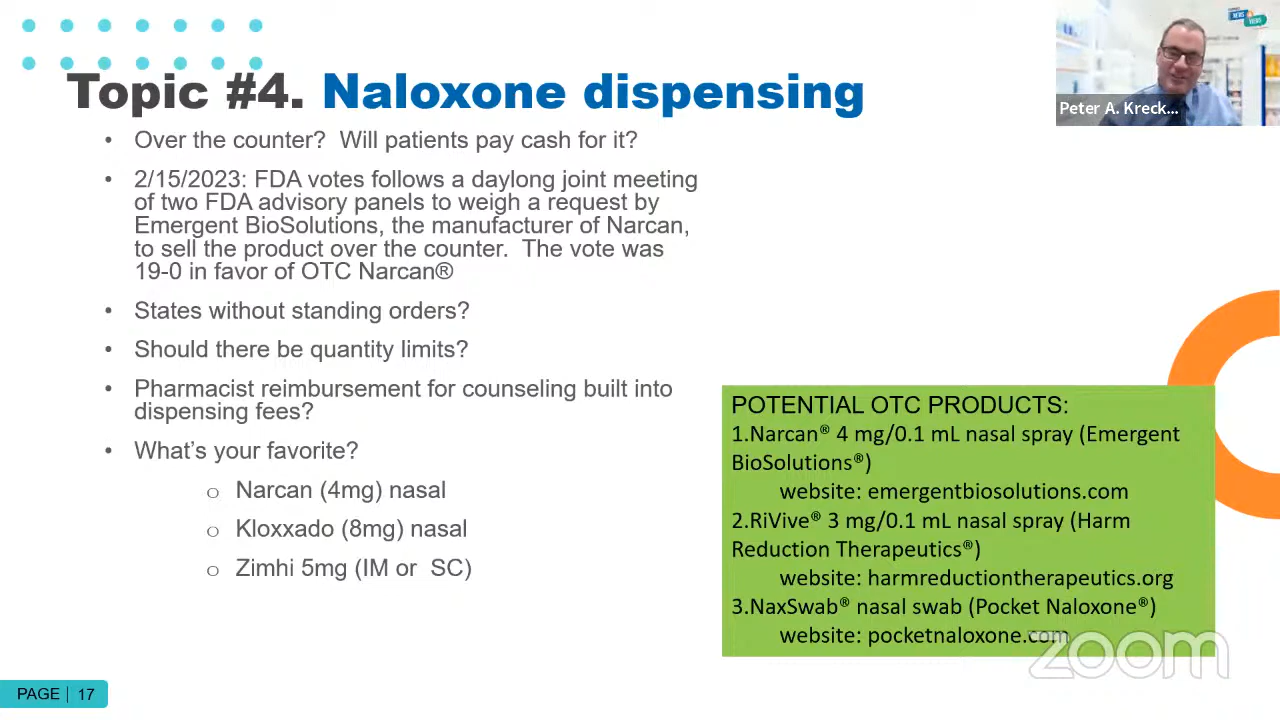 Topic #4. Naloxone dispensing
• Over the counter? Will patients pay cash for it?
• 2/15/2023: FDA votes follows a daylong joint meeting
of two FDA advisory panels to weigh a request by
Emergent BioSolutions, the manufacturer of Narcan,
to sell the product over the counter. The vote was
19-0 in favor of OTC Narcan®
• States without standing orders?
• Should there be quantity limits?
• Pharmacist reimbursement for counseling built into
dispensing fees?
• What's your favorite?
o Narcan (4mg) nasal
o Kloxxado (8mg) nasal
o Zimhi 5mg (IM or SC)
Peter A. Kreck...
POTENTIAL OTC PRODUCTS:
1.Narcan® 4 mg/0.1 mL nasal spray (Emergent
BioSolutions®)
website: emergentbiosolutions.com
2.RiVive® 3 mg/0.1 mL nasal spray (Harm
Reduction Therapeutics®)
website: harmreductiontherapeutics.org
3.NaxSwab® nasal swab (Pocket Naloxone®)
website: pocketnaloxone.com
zoom
PAGE | 17